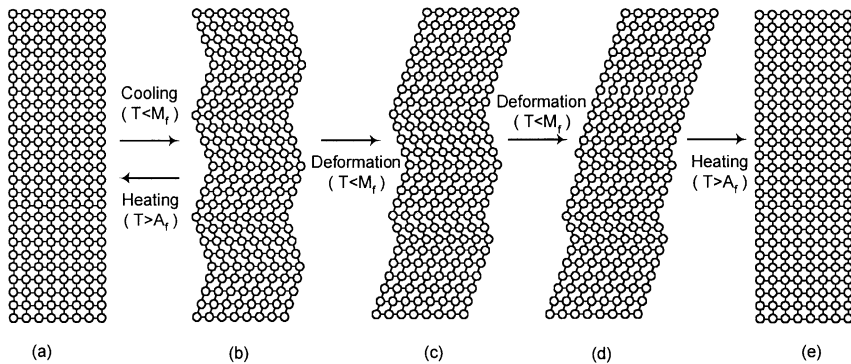 Cooling
( T<Mf )
Heating
( T>Af )
Deformation
( T<Mf )
Deformation
( T<Mf )
Heating
( T>Af )
(a)
(b)
(c)
(d)
(e)